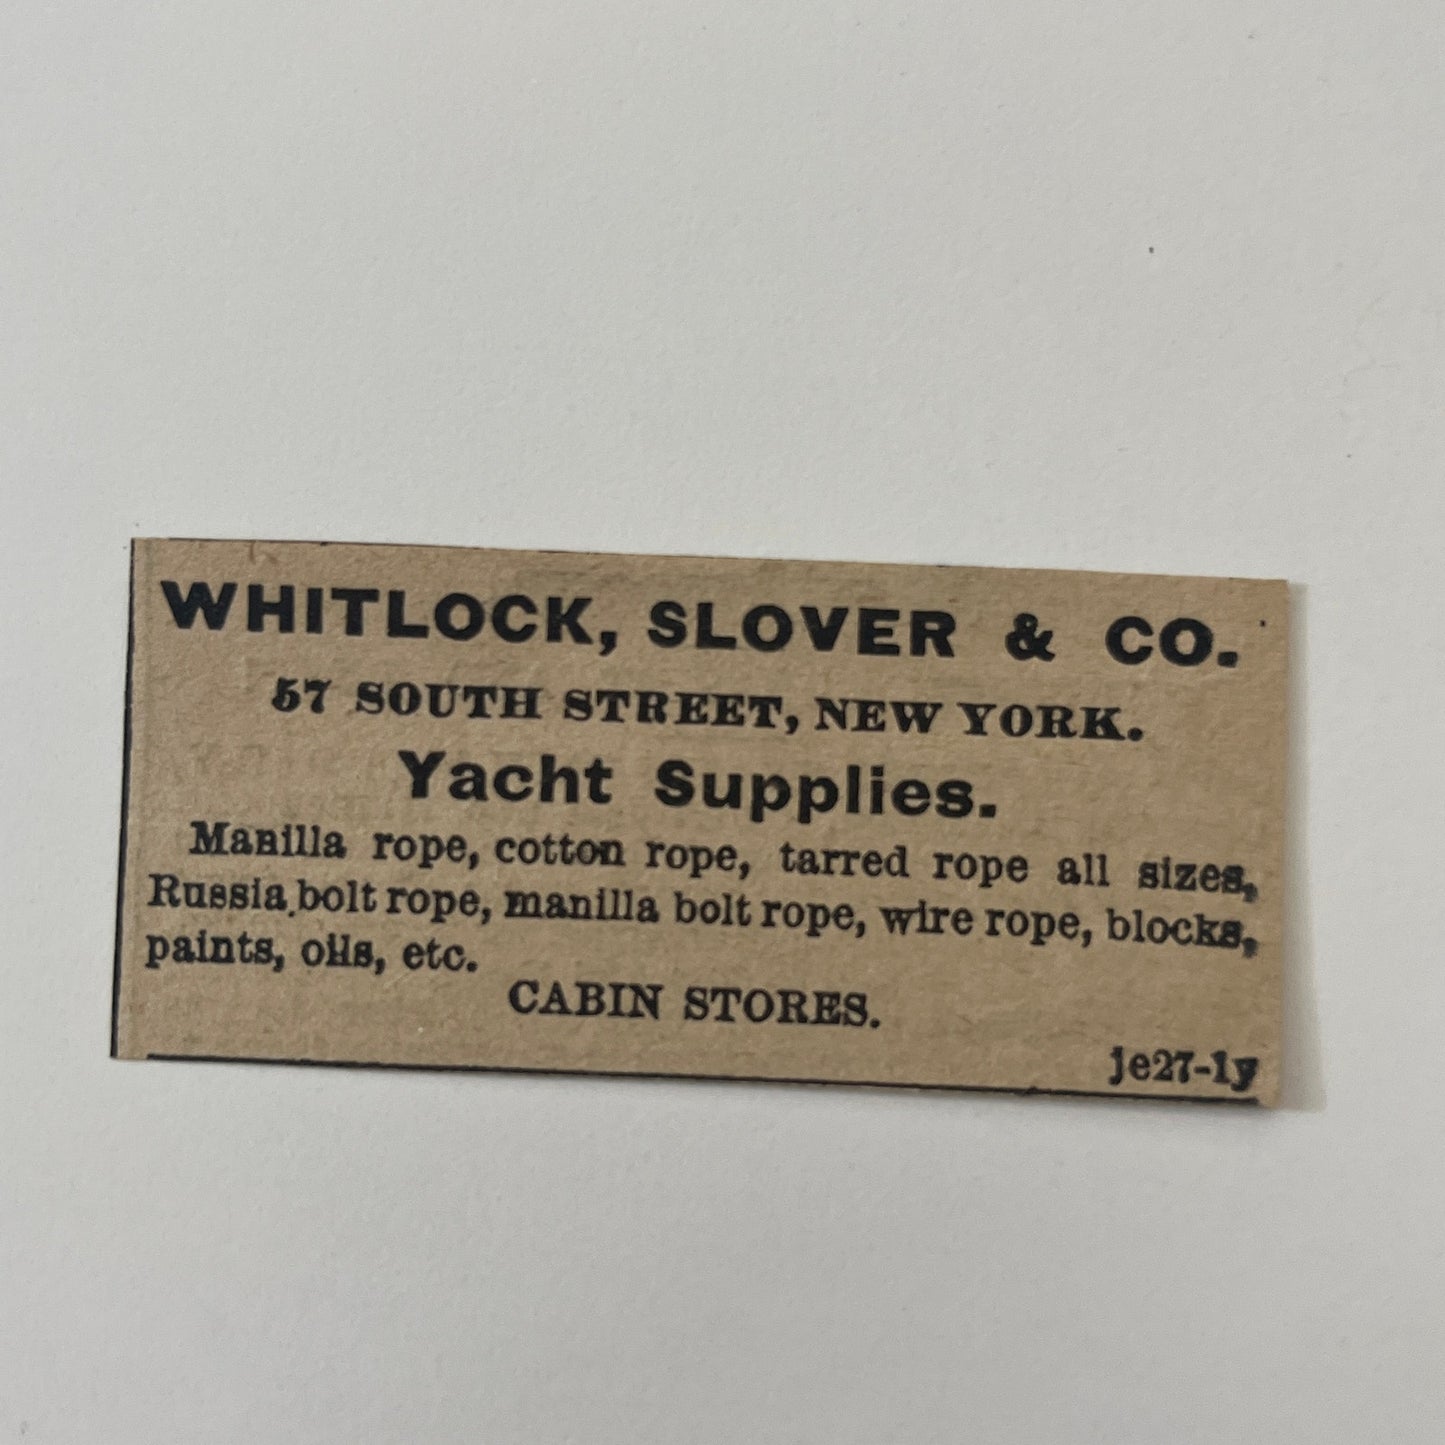 WHITLOCK, SLOVER & CO.
57 SOUTH STREET, NEW YORK.
Yacht Supplies.
Manilla rope, cotton rope, tarred rope all sizes,
Russia bolt rope, manilla bolt rope, wire rope, blocks,
paints, oils, etc.
CABIN STORES.
je27-1y